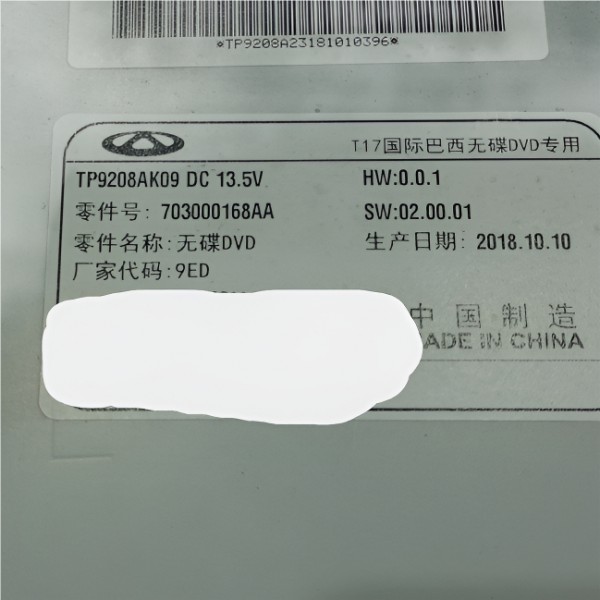 *TP9208A23181010396*
T17国际巴西无碟DVD专用
TP9208AK09 DC 13.5V
HW:0.0.1
零件号: 703000168AA
SW:02.00.01
零件名称:无碟DVD
生产日期: 2018.10.10
厂家代码:9ED
中国制造
MADE IN CHINA